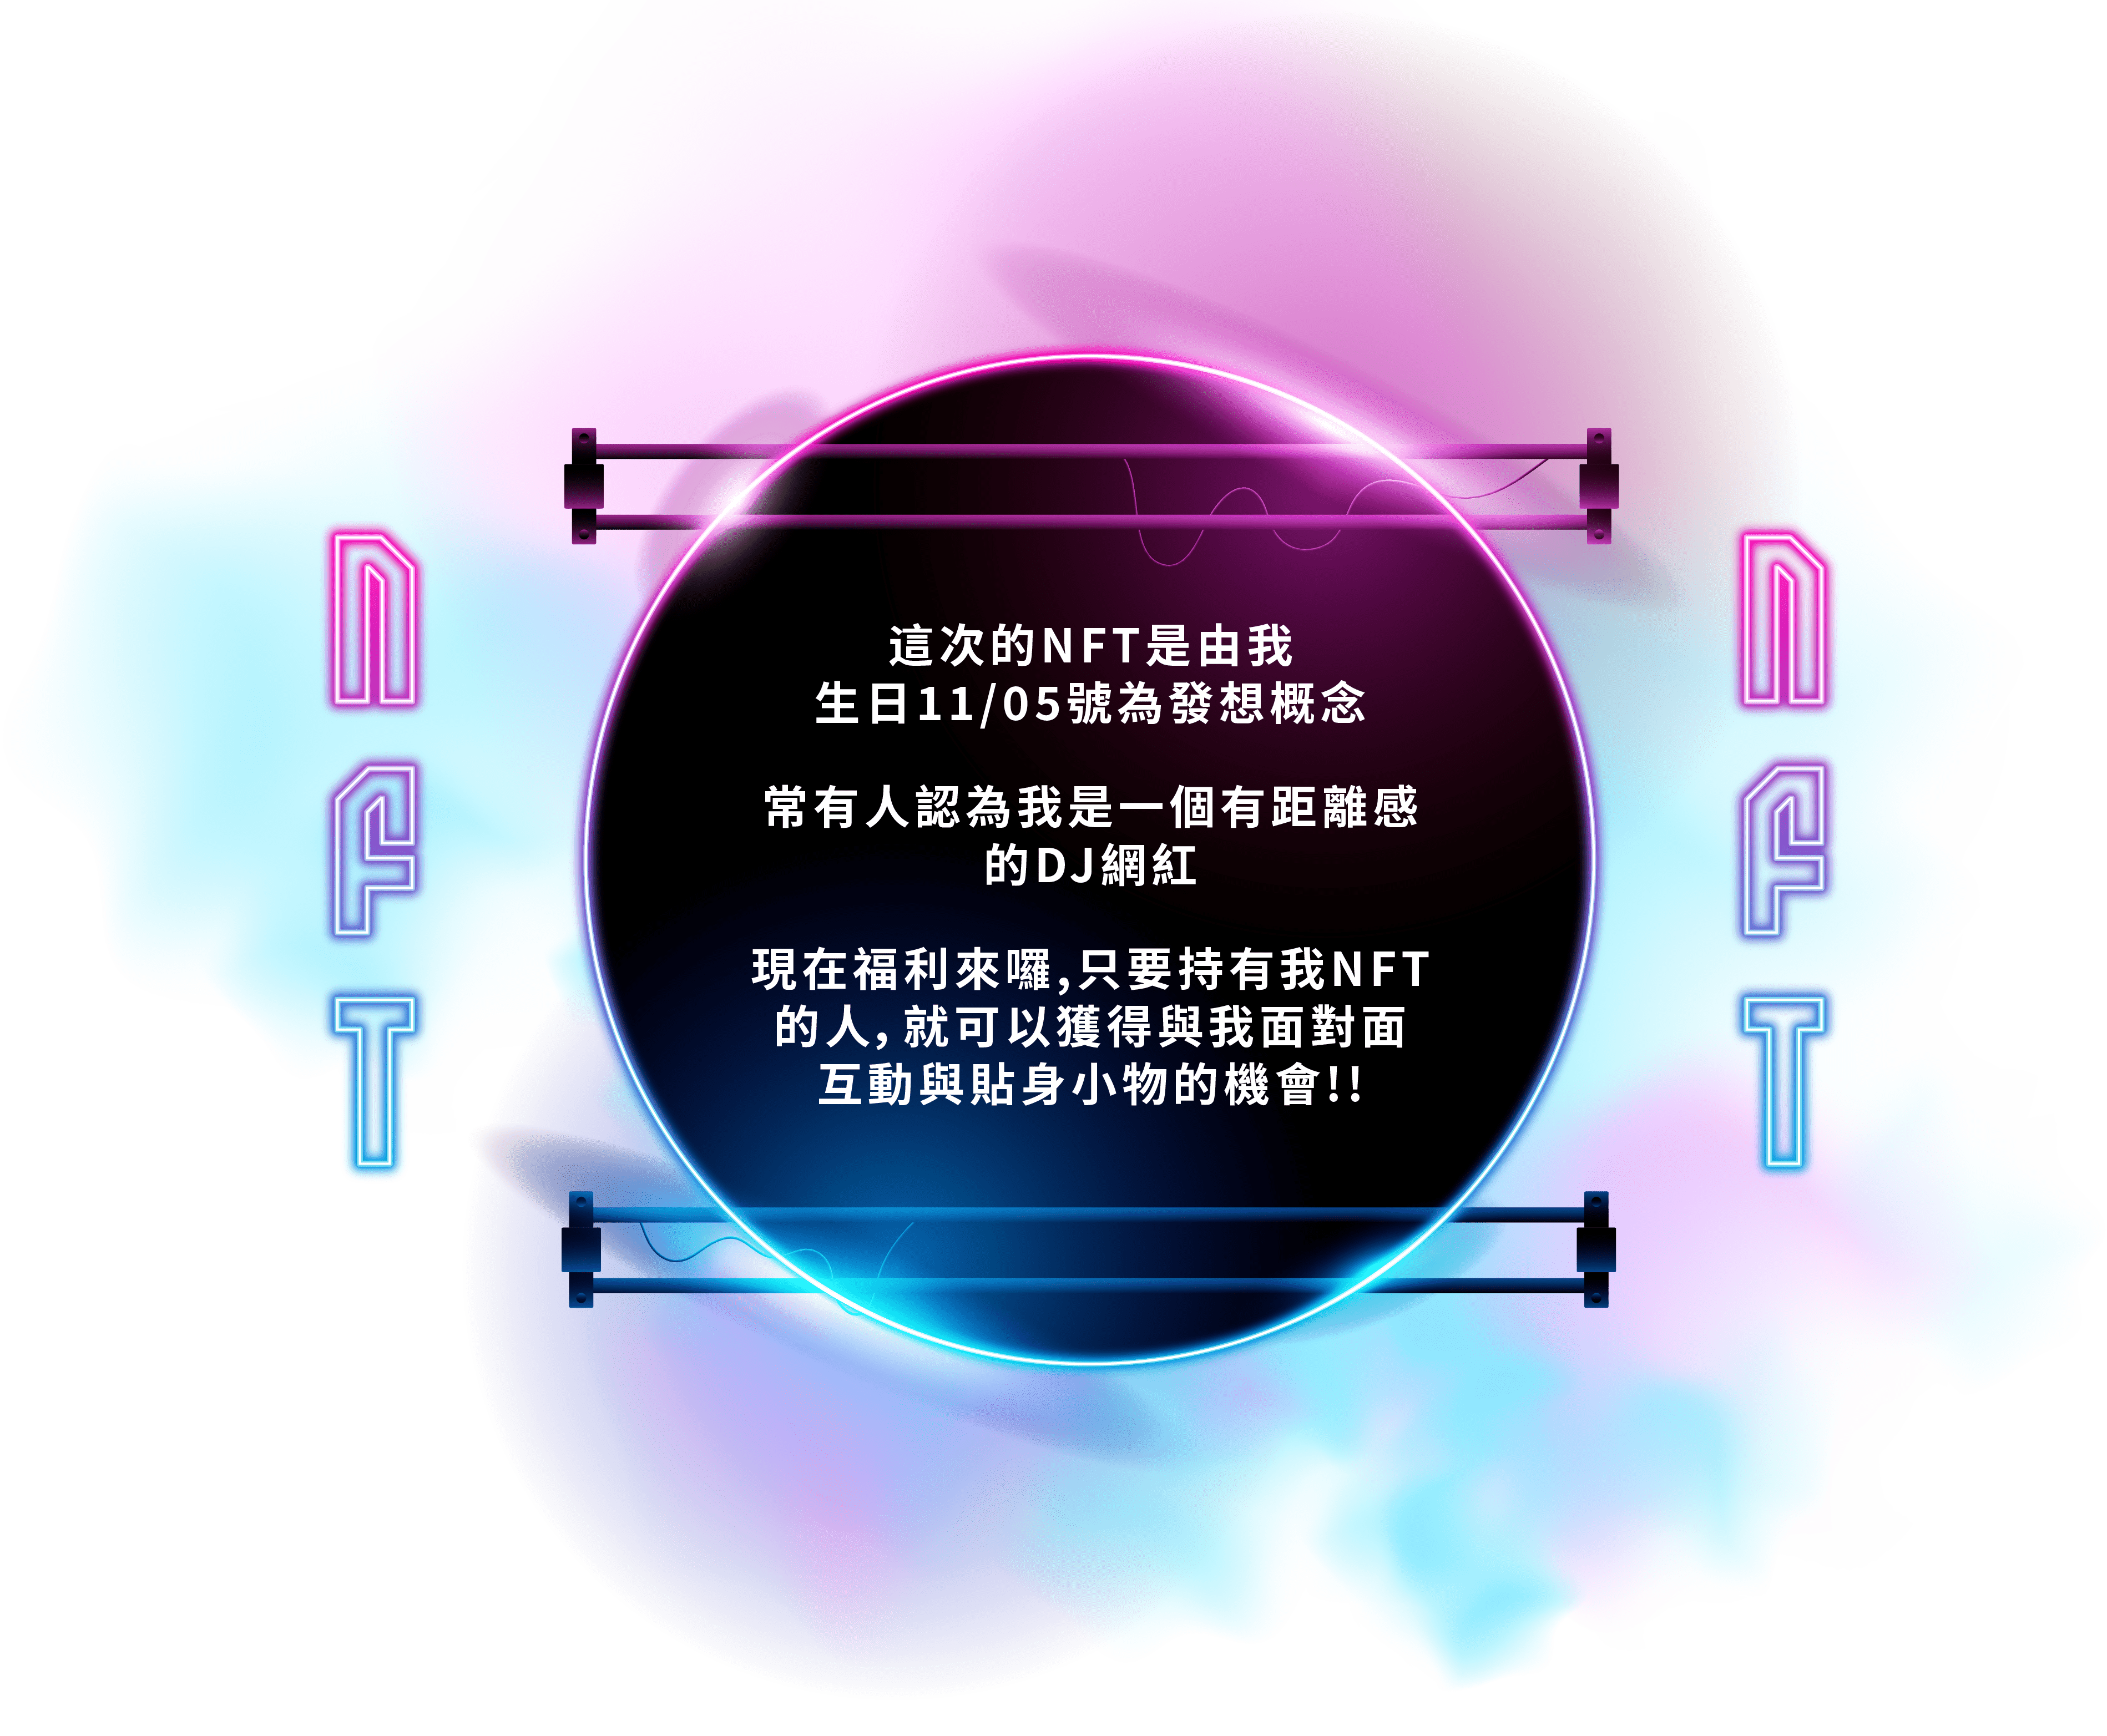 NFT
這次的NFT是由我
生日11/05號為發想概念
常有人認為我是一個有距離感
的DJ網紅
現在福利來囉,只要持有我NFT
的人,就可以獲得與我面對面
互動與貼身小物的機會!!
NFT